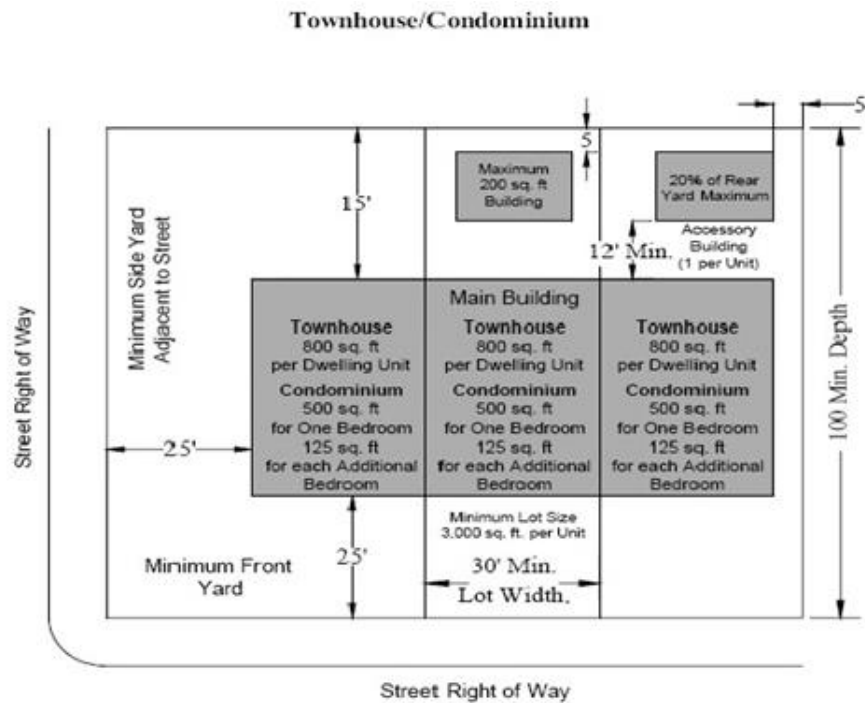 Townhouse/Condominium
5
5
Maximum
200 sq. ft
Building
20% of Rear
Yard Maximum
15'
Minimum Side Yard
Adjacent to Street
12' Min.
Accessory
Building
(1 per Unit)
Main Building
Townhouse
800 sq. ft
per Dwelling Unit
Condominium
500 sq. ft
for One Bedroom
125 sq. ft
for each Additional
Bedroom
Townhouse
800 sq. ft
per Dwelling Unit
Condominium
500 sq. ft
for One Bedroom
125 sq. ft
for each Additional
Bedroom
Townhouse
800 sq. ft
per Dwelling Unit
Condominium
500 sq. ft
for One Bedroom
125 sq. ft
for each Additional
Bedroom
100 Min. Depth
Street Right of Way
25'
Minimum Lot Size
3,000 sq. ft. per Unit
25'
30' Min.
Lot Width.
Minimum Front
Yard
Street Right of Way